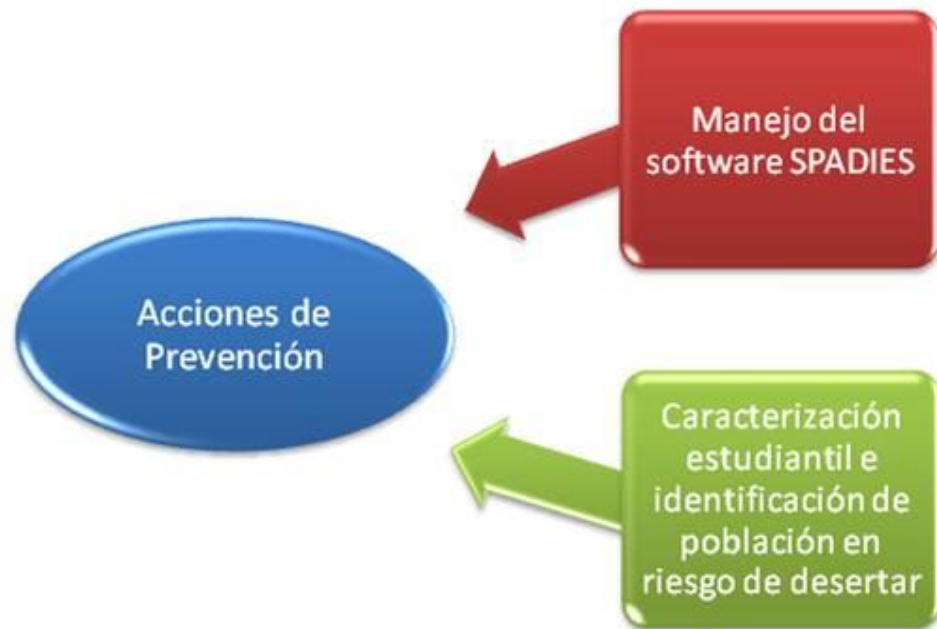 Manejo del
software SPADIES
Acciones de
Prevención
Caracterización
estudiantil e
identificación de
población en
riesgo de desertar